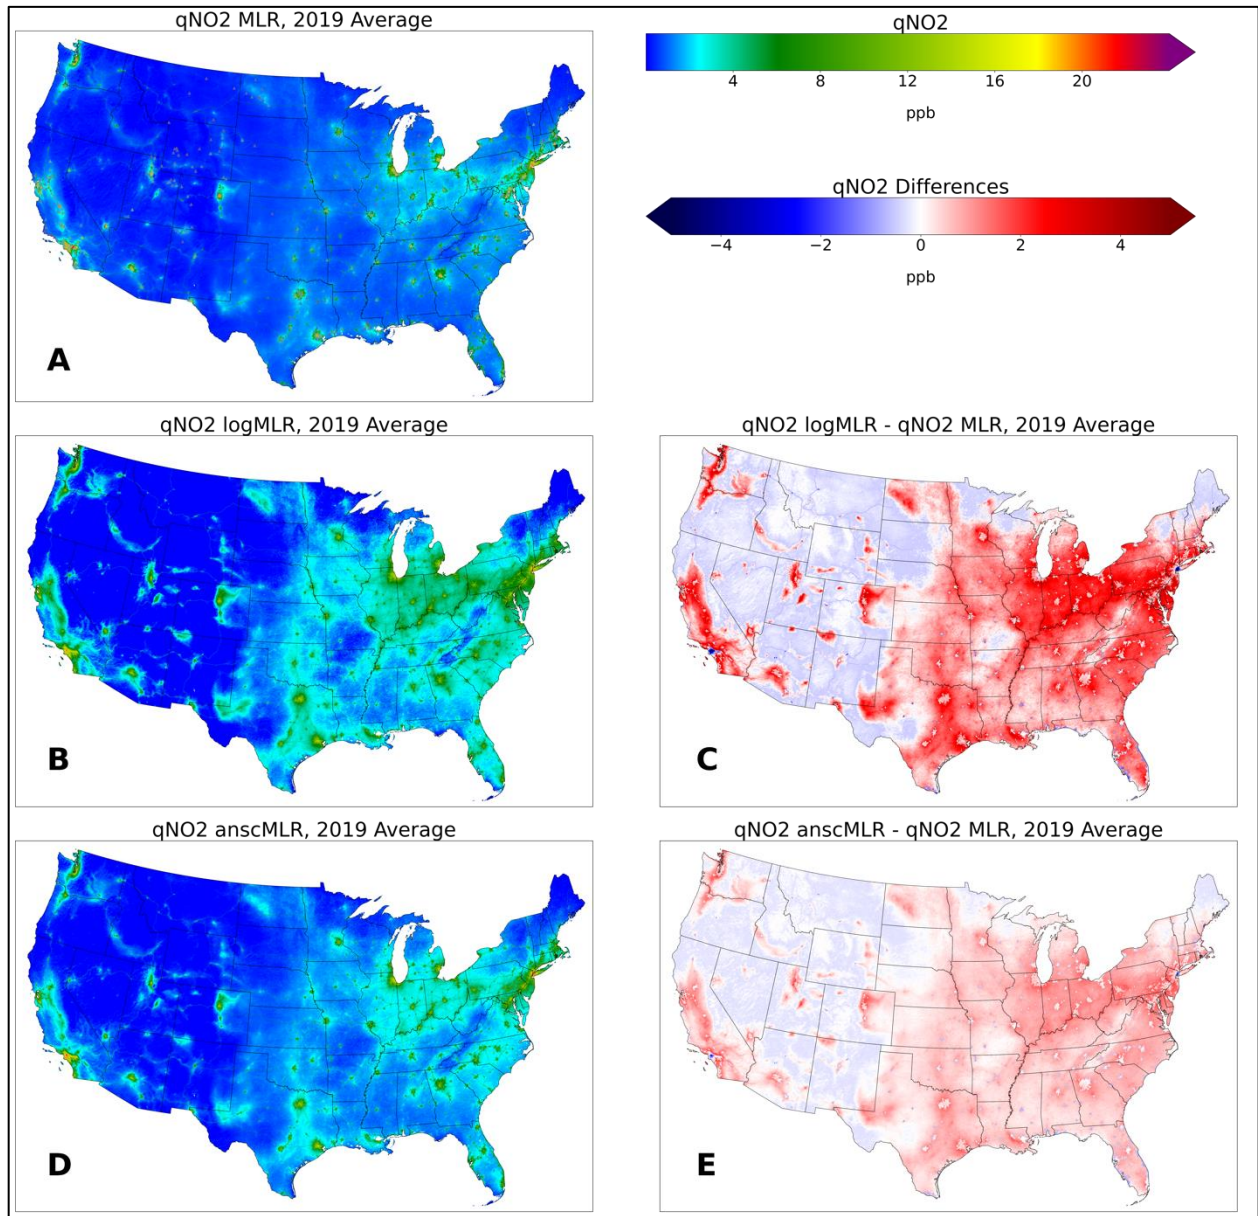 qNO2 MLR, 2019 Average
A
qNO2
4 8 12 16 20
ppb
qNO2 Differences
−4 −2 0 2 4
ppb
qNO2 logMLR, 2019 Average
B
qNO2 logMLR - qNO2 MLR, 2019 Average
C
qNO2 anscMLR, 2019 Average
D
qNO2 anscMLR - qNO2 MLR, 2019 Average
E